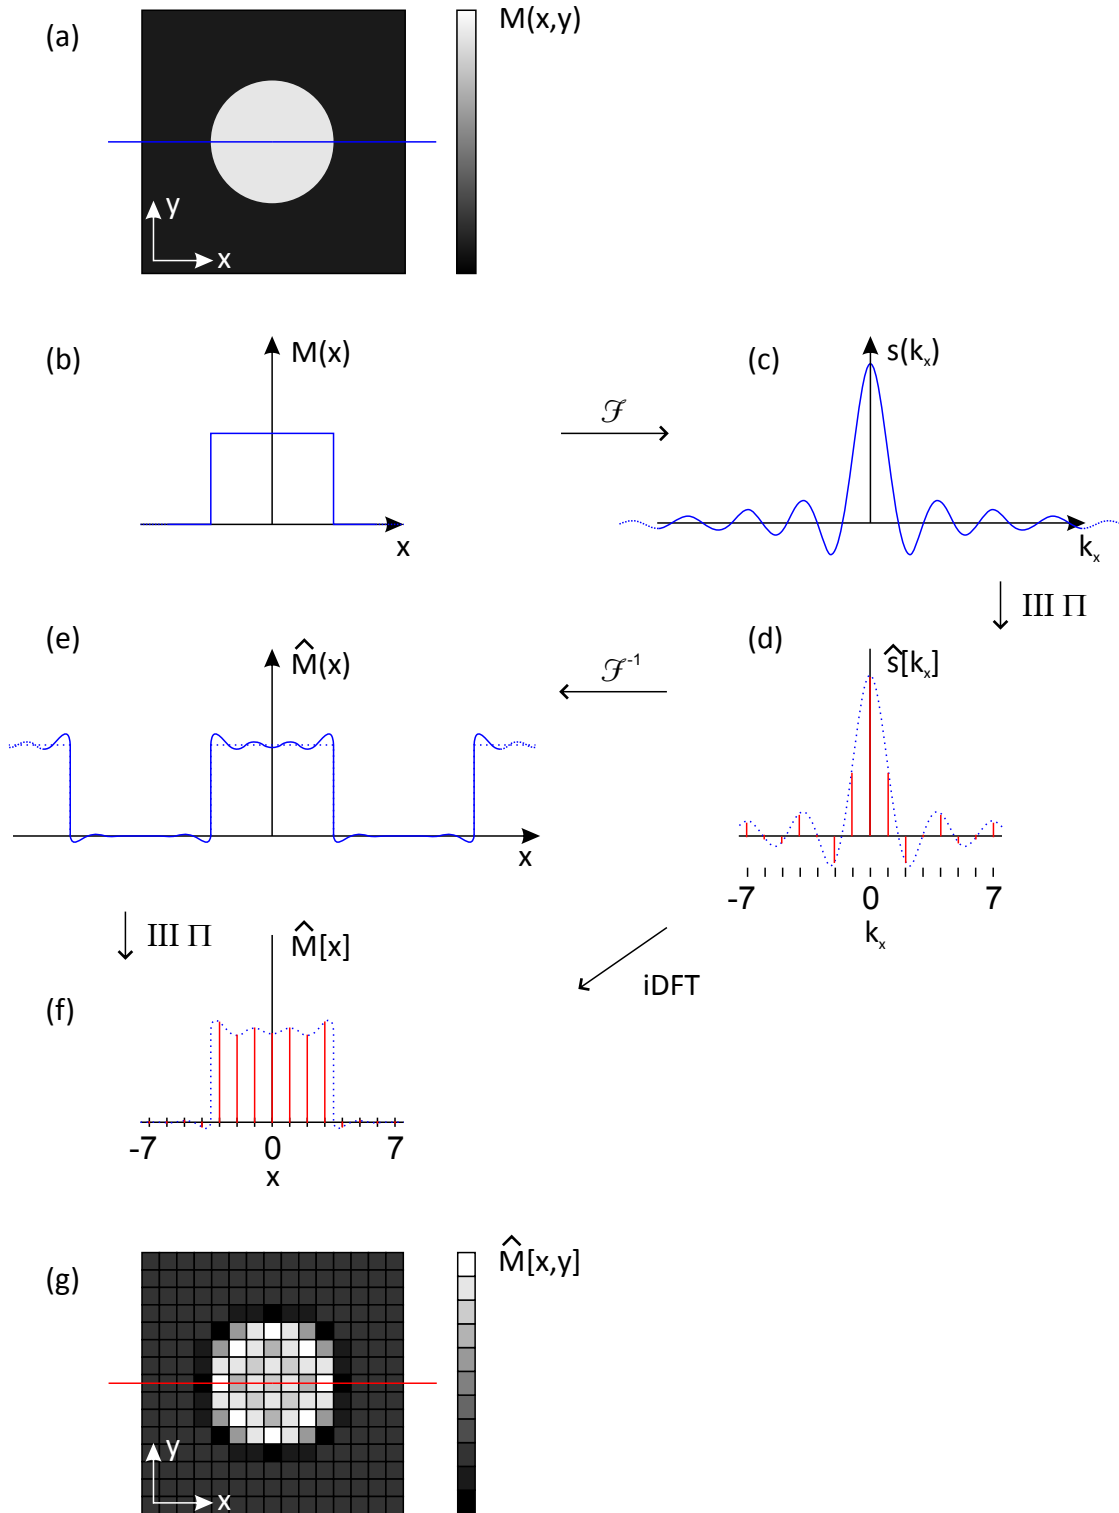 (a)
M(x,y)
y
x
(b)
M(x)
x
ℱ
(c)
s(kₓ)
kₓ
III Π
(e)
M̂(x)
x
ℱ⁻¹
(d)
ŝ[kₓ]
-7 0 7
kₓ
III Π
iDFT
(f)
M̂[x]
-7 0 7
x
(g)
M̂[x,y]
y
x